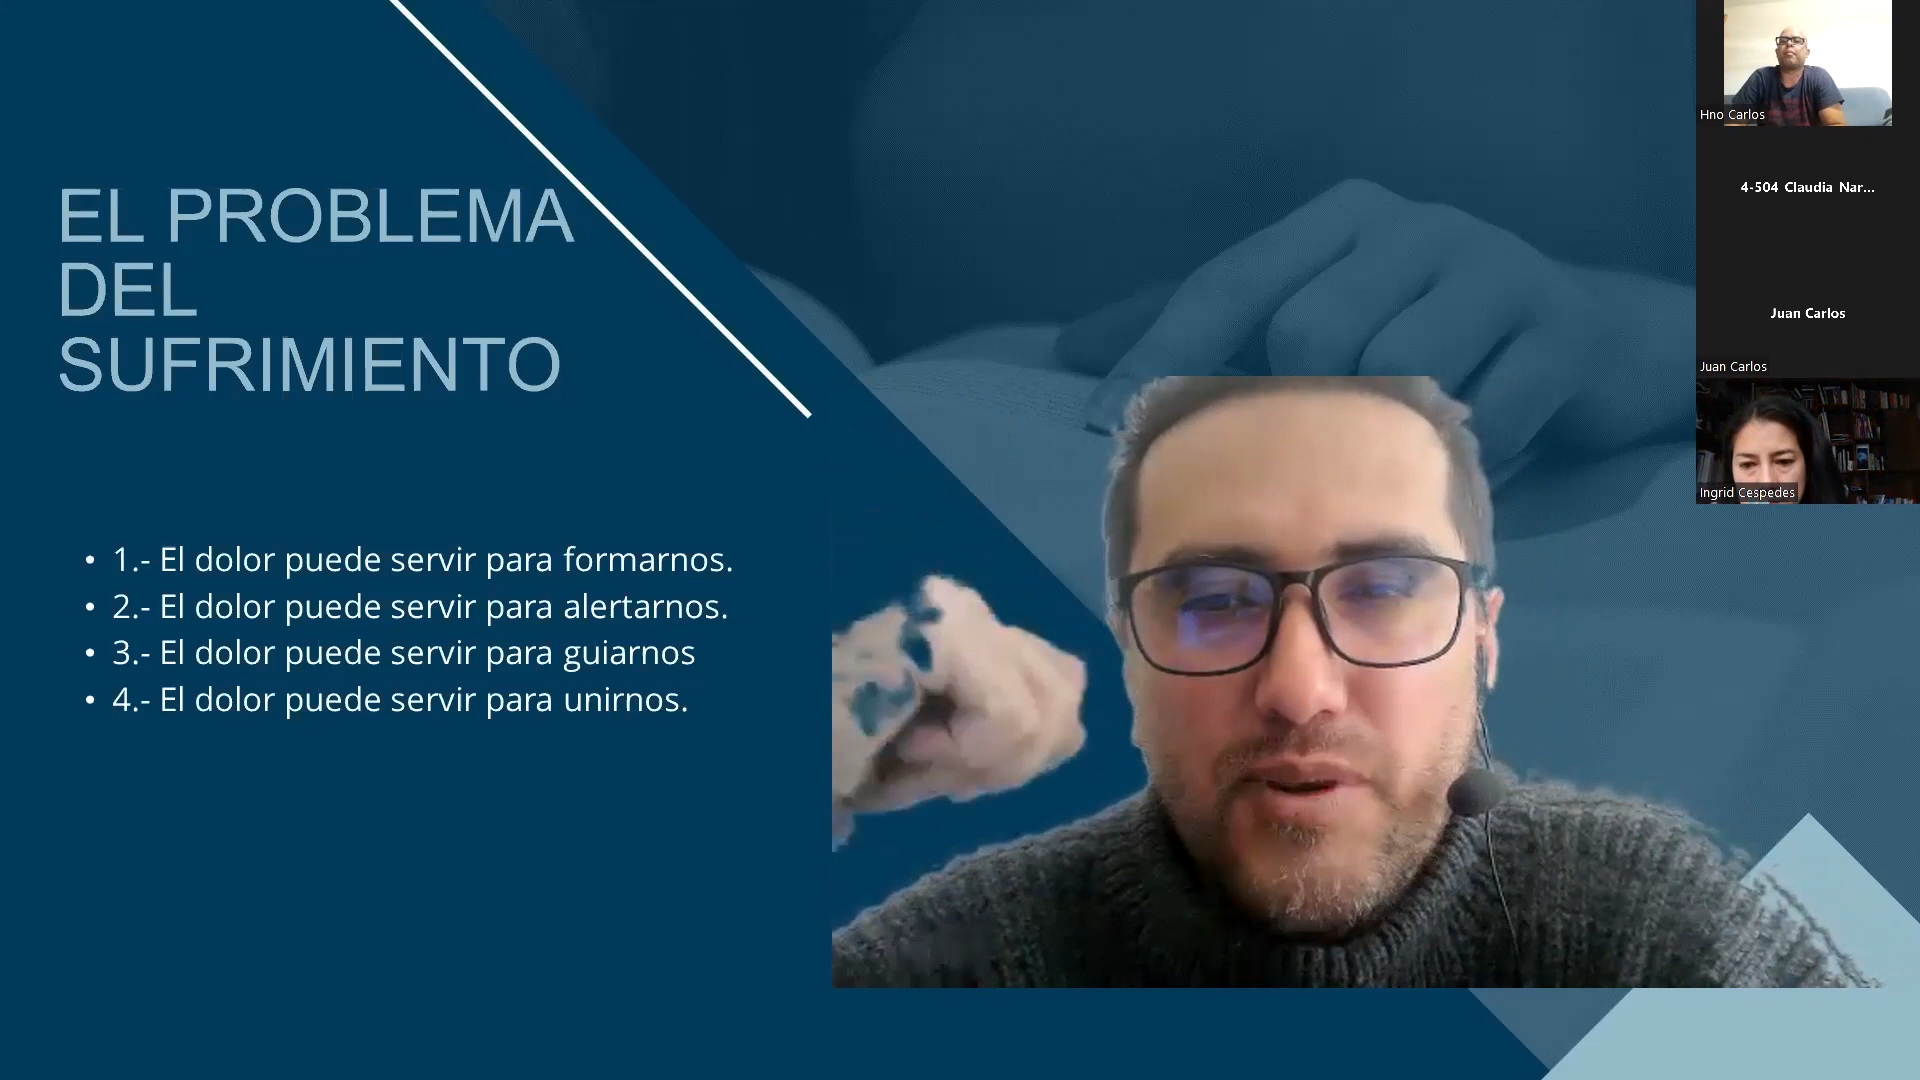 EL PROBLEMA
DEL
SUFRIMIENTO
• 1.- El dolor puede servir para formarnos.
• 2.- El dolor puede servir para alertarnos.
• 3.- El dolor puede servir para guiarnos
• 4.- El dolor puede servir para unirnos.
Hno Carlos
4-504 Claudia Nar...
Juan Carlos
Juan Carlos
Ingrid Cespedes